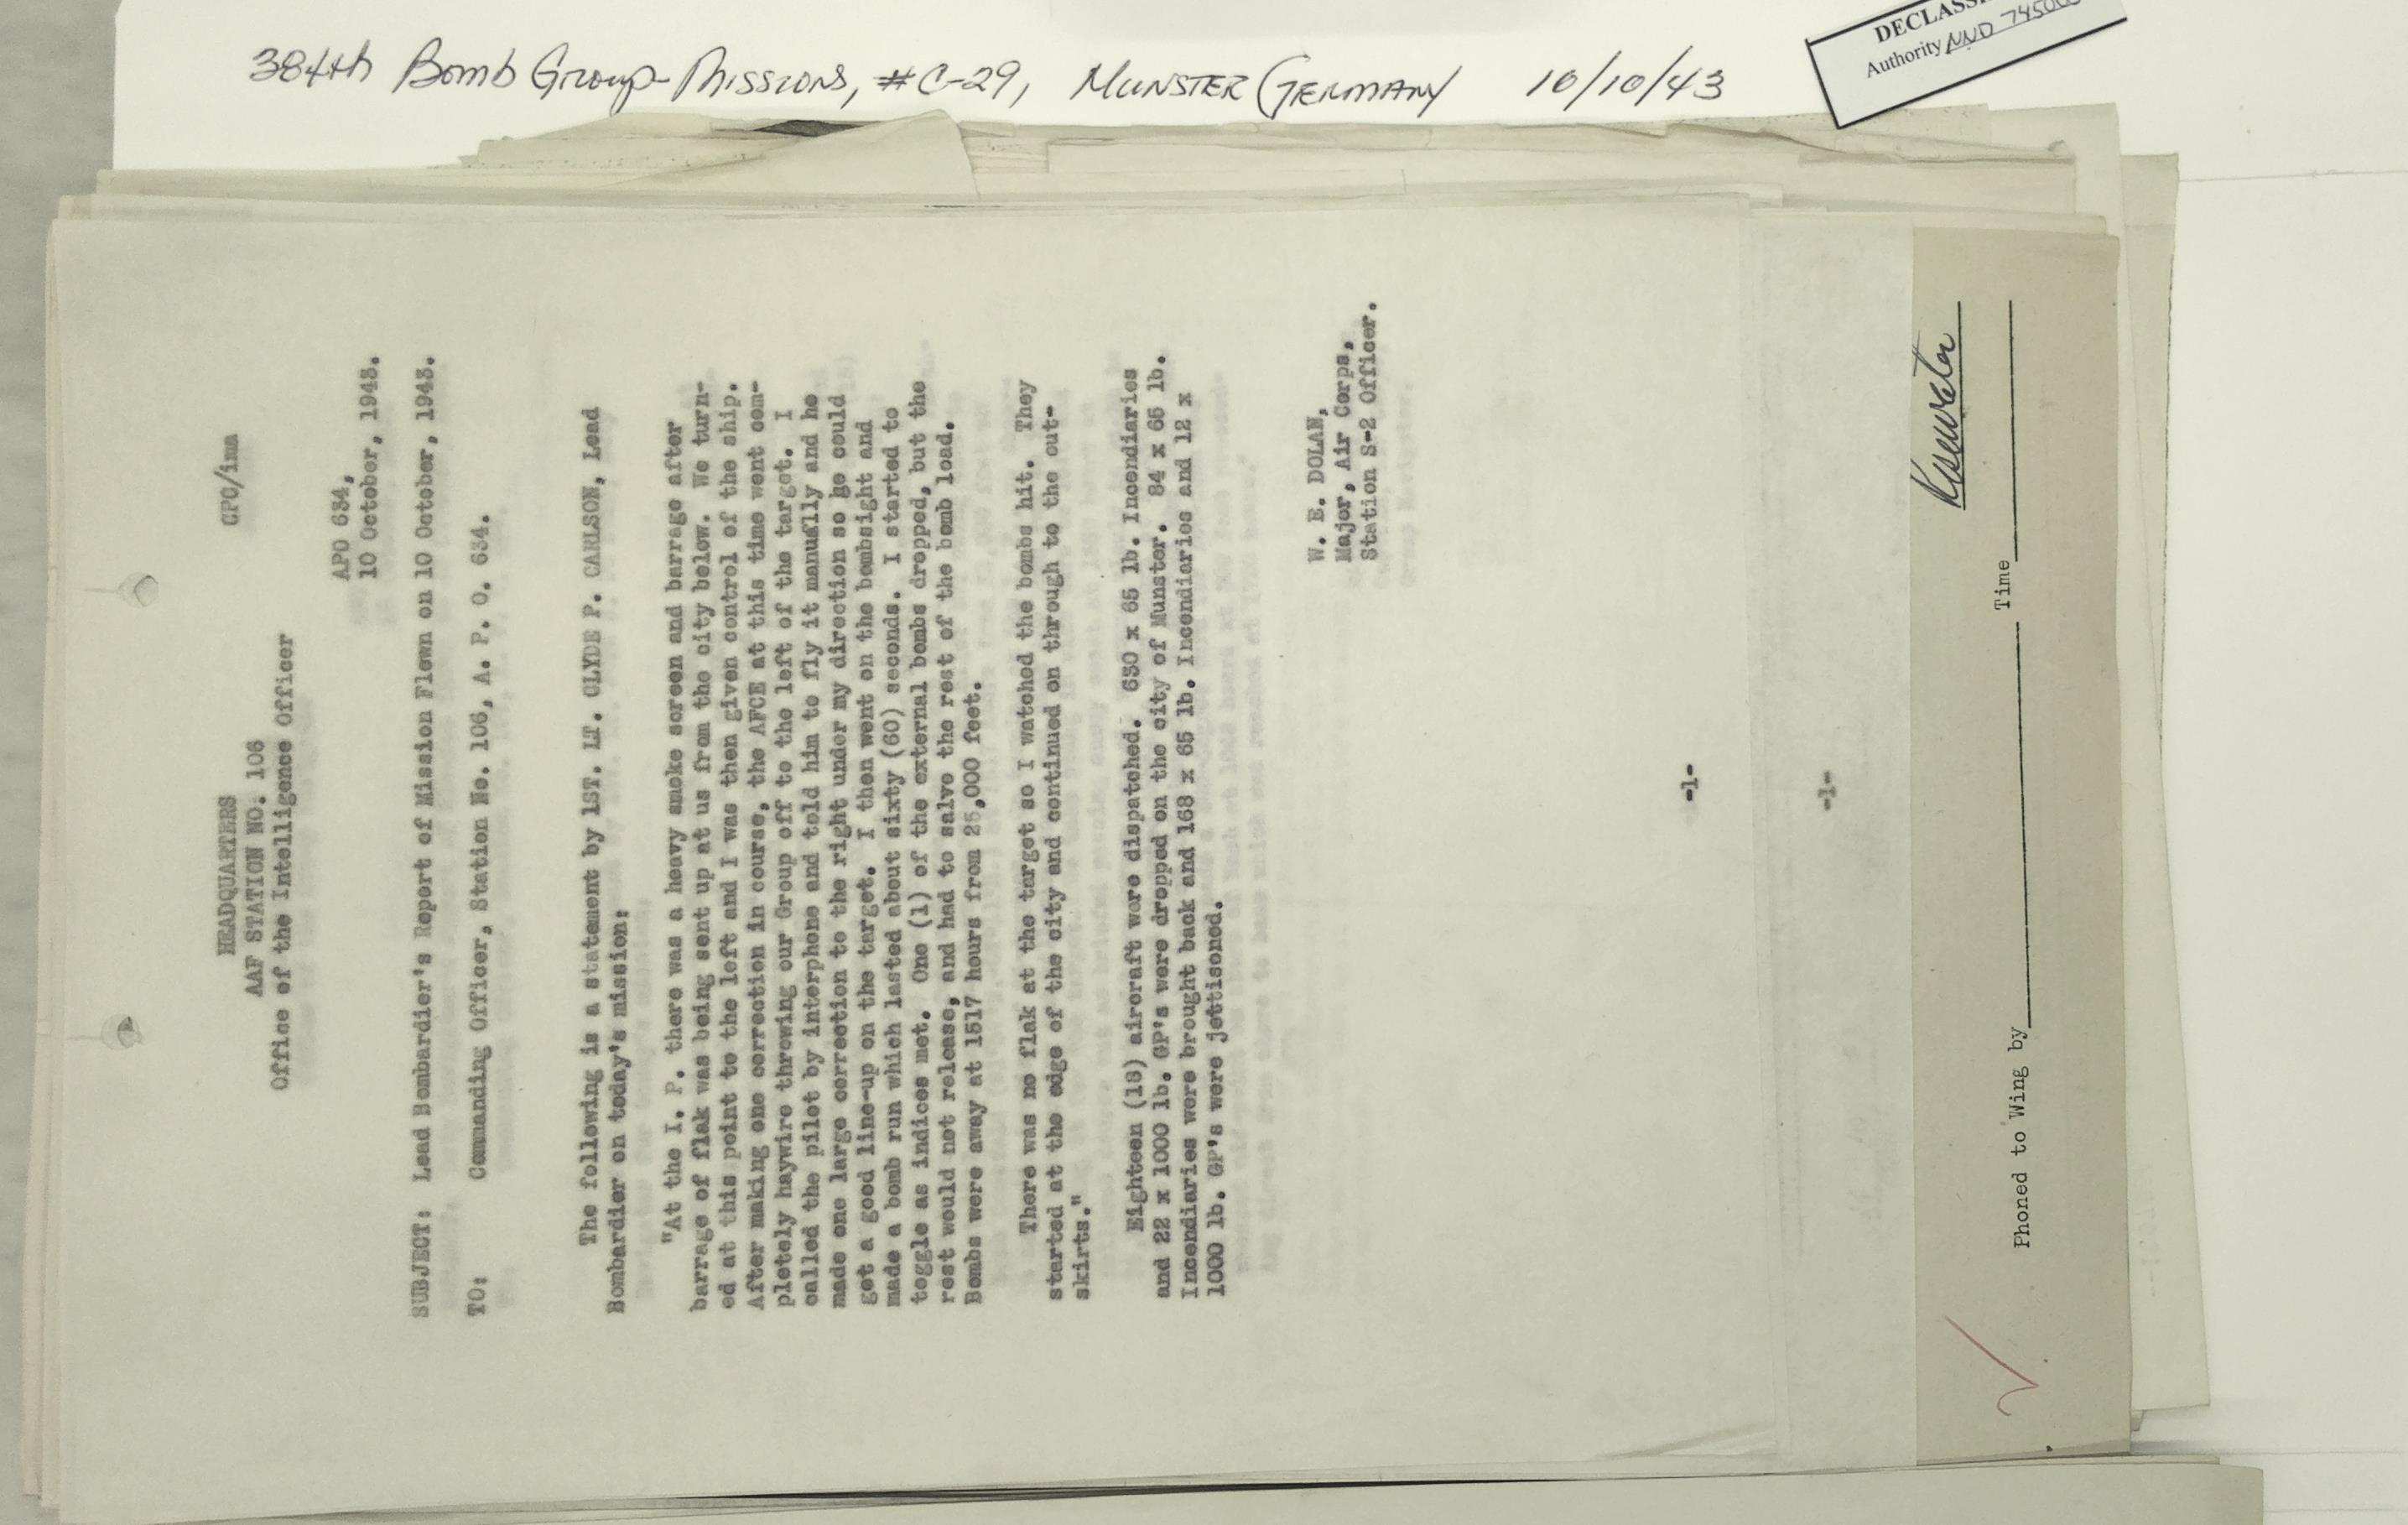 384th Bomb Group-Missions, #C-29, MUNSTER GERMANY 10/10/43
Authority NND
HEADQUARTERS CPC/imm
AAF STATION NO. 106
Office of the Intelligence Officer
APO 634,
10 October, 1943.
SUBJECT: Lead Bombardier's Report of Mission Flown on 10 October, 1943.
TO: Commanding Officer, Station No. 106, A. P. O. 634.
The following is a statement by 1ST. LT. CLYDE P. CARLSON, Lead
Bombardier on today's mission:
"At the I. P. there was a heavy smoke screen and barrage after
barrage of flak was being sent up at us from the city below. We turn-
ed at this point to the left and I was then given control of the ship.
After making one correction in course, the AFCE at this time went com-
pletely haywire throwing our Group off to the left of the target. I
called the pilot by interphone and told him to fly it manually and he
made one large correction to the right under my direction so he could
get a good line-up on the target. I then went on the bombsight and
made a bomb run which lasted about sixty (60) seconds. I started to
toggle as indices met. One (1) of the external bombs dropped, but the
rest would not release, and had to salve the rest of the bomb load.
Bombs were away at 1517 hours from 25,000 feet.
There was no flak at the target so I watched the bombs hit. They
started at the edge of the city and continued on through to the out-
skirts."
Eighteen (18) aircraft were dispatched. 630 x 65 lb. Incendiaries
and 22 x 1000 lb. GP's were dropped on the city of Munster. 84 x 65 lb.
Incendiaries were brought back and 168 x 65 lb. Incendiaries and 12 x
1000 lb. GP's were jettisoned.
W. E. DOLAN,
Major, Air Corps,
Station S-2 Officer.
-1-
-1-
Phoned to Wing by Time